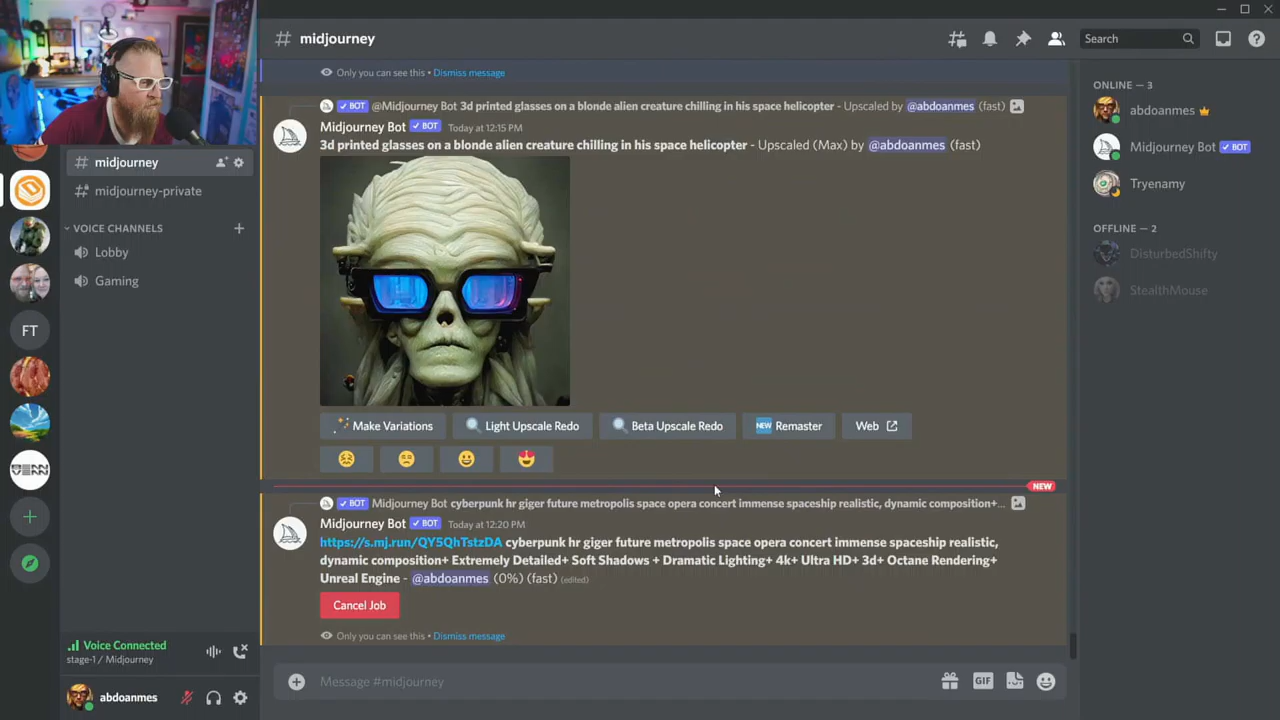 midjourney
Search
Only you can see this • Dismiss message
BOT @Midjourney Bot 3d printed glasses on a blonde alien creature chilling in his space helicopter - Upscaled by @abdoanmes (fast)
Midjourney Bot BOT Today at 12:15 PM
3d printed glasses on a blonde alien creature chilling in his space helicopter - Upscaled (Max) by @abdoanmes (fast)
Make Variations
Light Upscale Redo
Beta Upscale Redo
NEW Remaster
Web
NEW
BOT Midjourney Bot cyberpunk hr giger future metropolis space opera concert immense spaceship realistic, dynamic composition+...
Midjourney Bot BOT Today at 12:20 PM
https://s.mj.run/QY5QhTstzDA cyberpunk hr giger future metropolis space opera concert immense spaceship realistic,
dynamic composition+ Extremely Detailed+ Soft Shadows + Dramatic Lighting+ 4k+ Ultra HD+ 3d+ Octane Rendering+
Unreal Engine - @abdoanmes (0%) (fast) (edited)
Cancel Job
Only you can see this • Dismiss message
Message #midjourney
GIF
midjourney
midjourney-private
VOICE CHANNELS
Lobby
Gaming
FT
Voice Connected
stage-1 / Midjourney
abdoanmes
ONLINE — 3
abdoanmes
Midjourney Bot BOT
Tryenamy
OFFLINE — 2
DisturbedShifty
StealthMouse